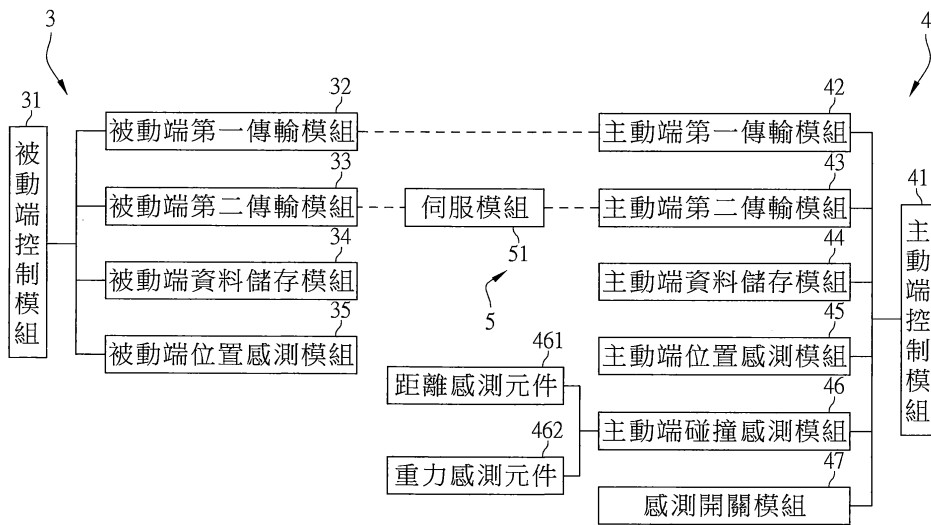 3
4
31
被動端控制模組
32
被動端第一傳輸模組
33
被動端第二傳輸模組
34
被動端資料儲存模組
35
被動端位置感測模組
伺服模組
51
5
461
距離感測元件
462
重力感測元件
42
主動端第一傳輸模組
43
主動端第二傳輸模組
44
主動端資料儲存模組
45
主動端位置感測模組
46
主動端碰撞感測模組
47
感測開關模組
41
主動端控制模組